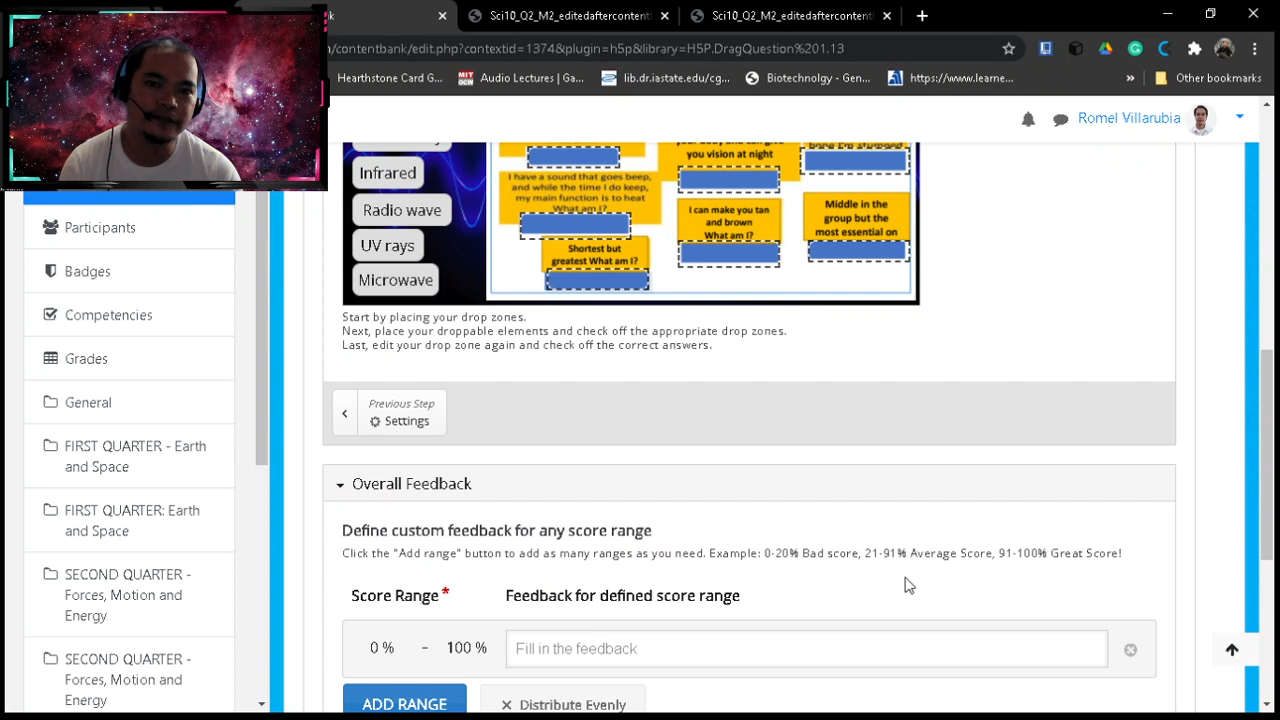 C_Q2_M2_editedaftercontent
10_Q2_M2_editedaftercontent
/contentbank/edit.php?contextid=1374&plugin=h5p&library=H5P.DragQuestion%201.13
Hearthstone Card G...
Audio Lectures | Ga...
lib.dr.iastate.edu/cg...
Biotechnolgy - Gen...
https://www.learne...
»
Other bookmarks
Romel Villarubia
Participants
Badges
Competencies
Grades
General
FIRST QUARTER - Earth
and Space
FIRST QUARTER: Earth
and Space
SECOND QUARTER -
Forces, Motion and
Energy
SECOND QUARTER -
Forces, Motion and
Energy
Infrared
Radio wave
UV rays
Microwave
you vision at night
I have a sound that goes beep,
and while the time I do keep,
my main function is to heat
What am I?
I can make you tan
and brown
What am I?
Middle in the
group but the
most essential on
Shortest but
greatest What am I?
Start by placing your drop zones.
Next, place your droppable elements and check off the appropriate drop zones.
Last, edit your drop zone again and check off the correct answers.
Previous Step
Settings
Overall Feedback
Define custom feedback for any score range
Click the "Add range" button to add as many ranges as you need. Example: 0-20% Bad score, 21-91% Average Score, 91-100% Great Score!
Score Range * Feedback for defined score range
0 % – 100 % Fill in the feedback
ADD RANGE
Distribute Evenly